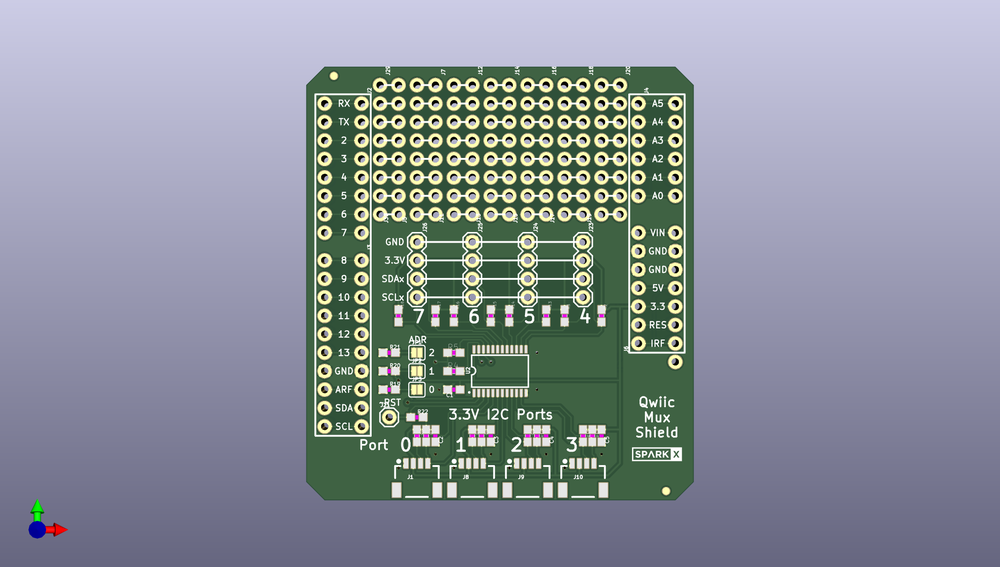 J7
J20
RX
TX
2
3
4
5
6
7
8
9
10
11
12
13
GND
ARF
SDA
SCL
A5
A4
A3
A2
A1
A0
VIN
GND
GND
5V
3.3
RES
IRF
GND
3.3V
SDAx
SCLx
7 6 5 4
ADR
2
1
0
RST
3.3V I2C Ports
Port 0 1 2 3
J1 J8 J9 J10
Qwiic
Mux
Shield
SPARK X